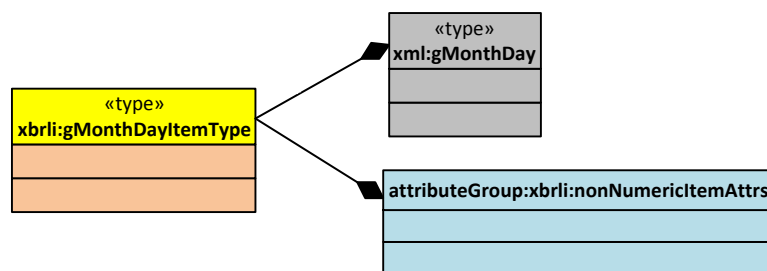 «type»
xml:gMonthDay
«type»
xbrli:gMonthDayItemType
attributeGroup:xbrli:nonNumericItemAttrs